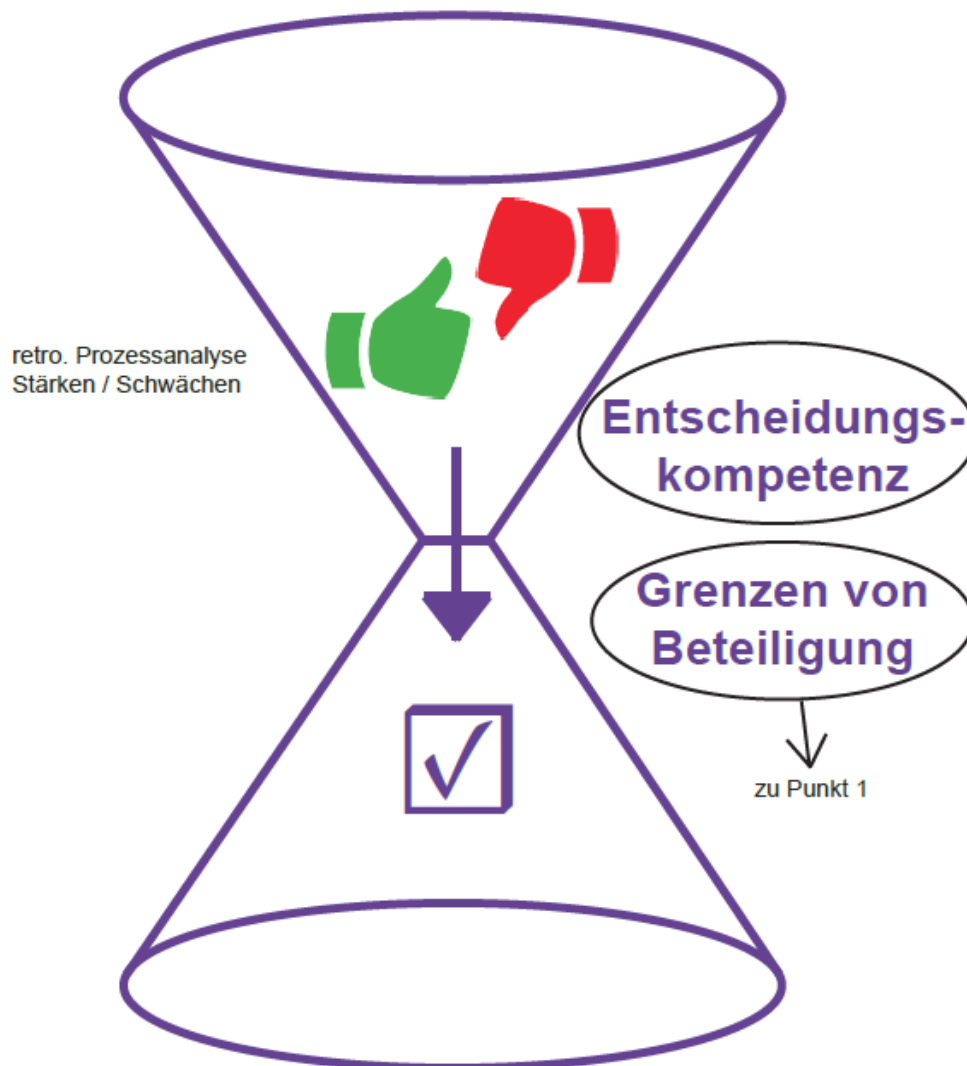 retro. Prozessanalyse
Stärken / Schwächen
Entscheidungs-
kompetenz
Grenzen von
Beteiligung
zu Punkt 1